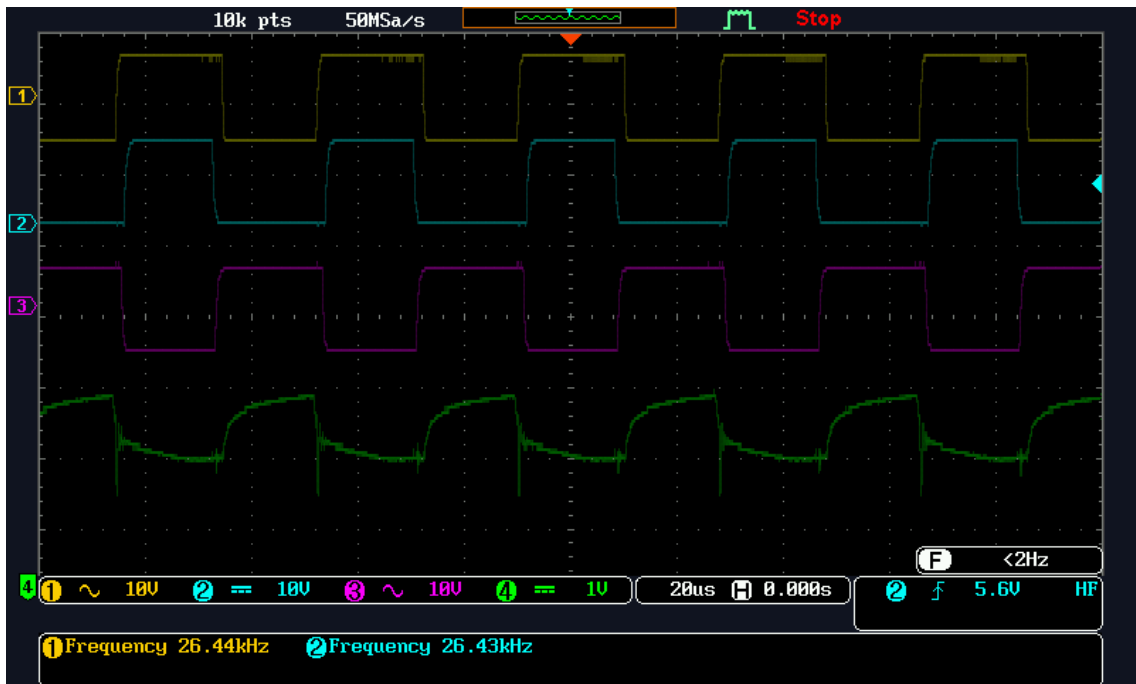 10k pts 50MSa/s Stop
1
2
3
F <2Hz
4 1 10V 2 10V 3 10V 4 1V 20us H 0.000s 2 5.6V HF
1 Frequency 26.44kHz 2 Frequency 26.43kHz